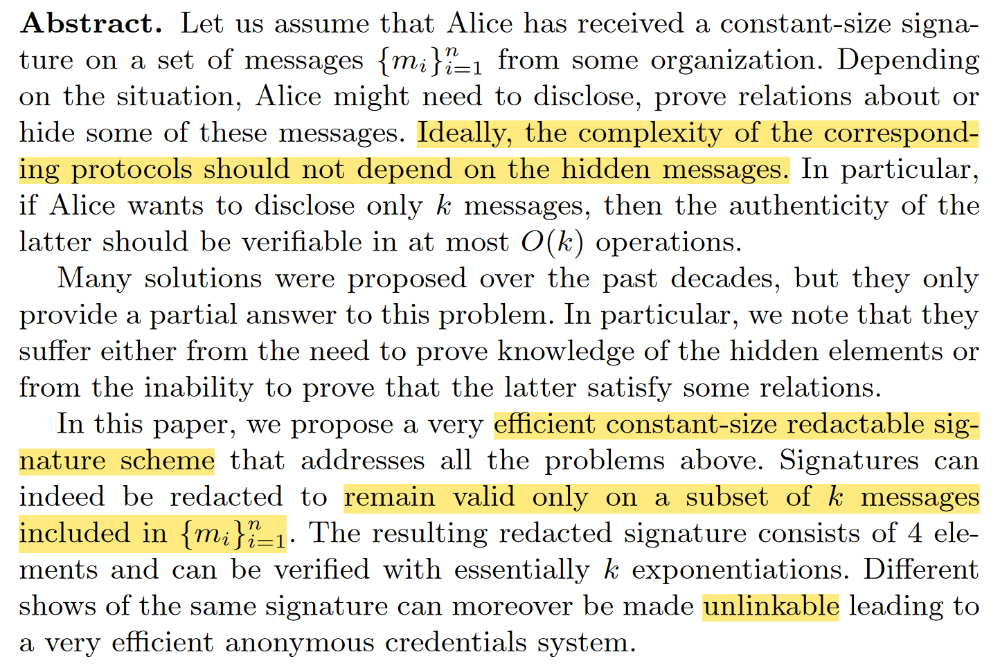 Abstract. Let us assume that Alice has received a constant-size signa-
ture on a set of messages {m_i}_{i=1}^n from some organization. Depending
on the situation, Alice might need to disclose, prove relations about or
hide some of these messages. Ideally, the complexity of the correspond-
ing protocols should not depend on the hidden messages. In particular,
if Alice wants to disclose only k messages, then the authenticity of the
latter should be verifiable in at most O(k) operations.
Many solutions were proposed over the past decades, but they only
provide a partial answer to this problem. In particular, we note that they
suffer either from the need to prove knowledge of the hidden elements or
from the inability to prove that the latter satisfy some relations.
In this paper, we propose a very efficient constant-size redactable sig-
nature scheme that addresses all the problems above. Signatures can
indeed be redacted to remain valid only on a subset of k messages
included in {m_i}_{i=1}^n. The resulting redacted signature consists of 4 ele-
ments and can be verified with essentially k exponentiations. Different
shows of the same signature can moreover be made unlinkable leading to
a very efficient anonymous credentials system.